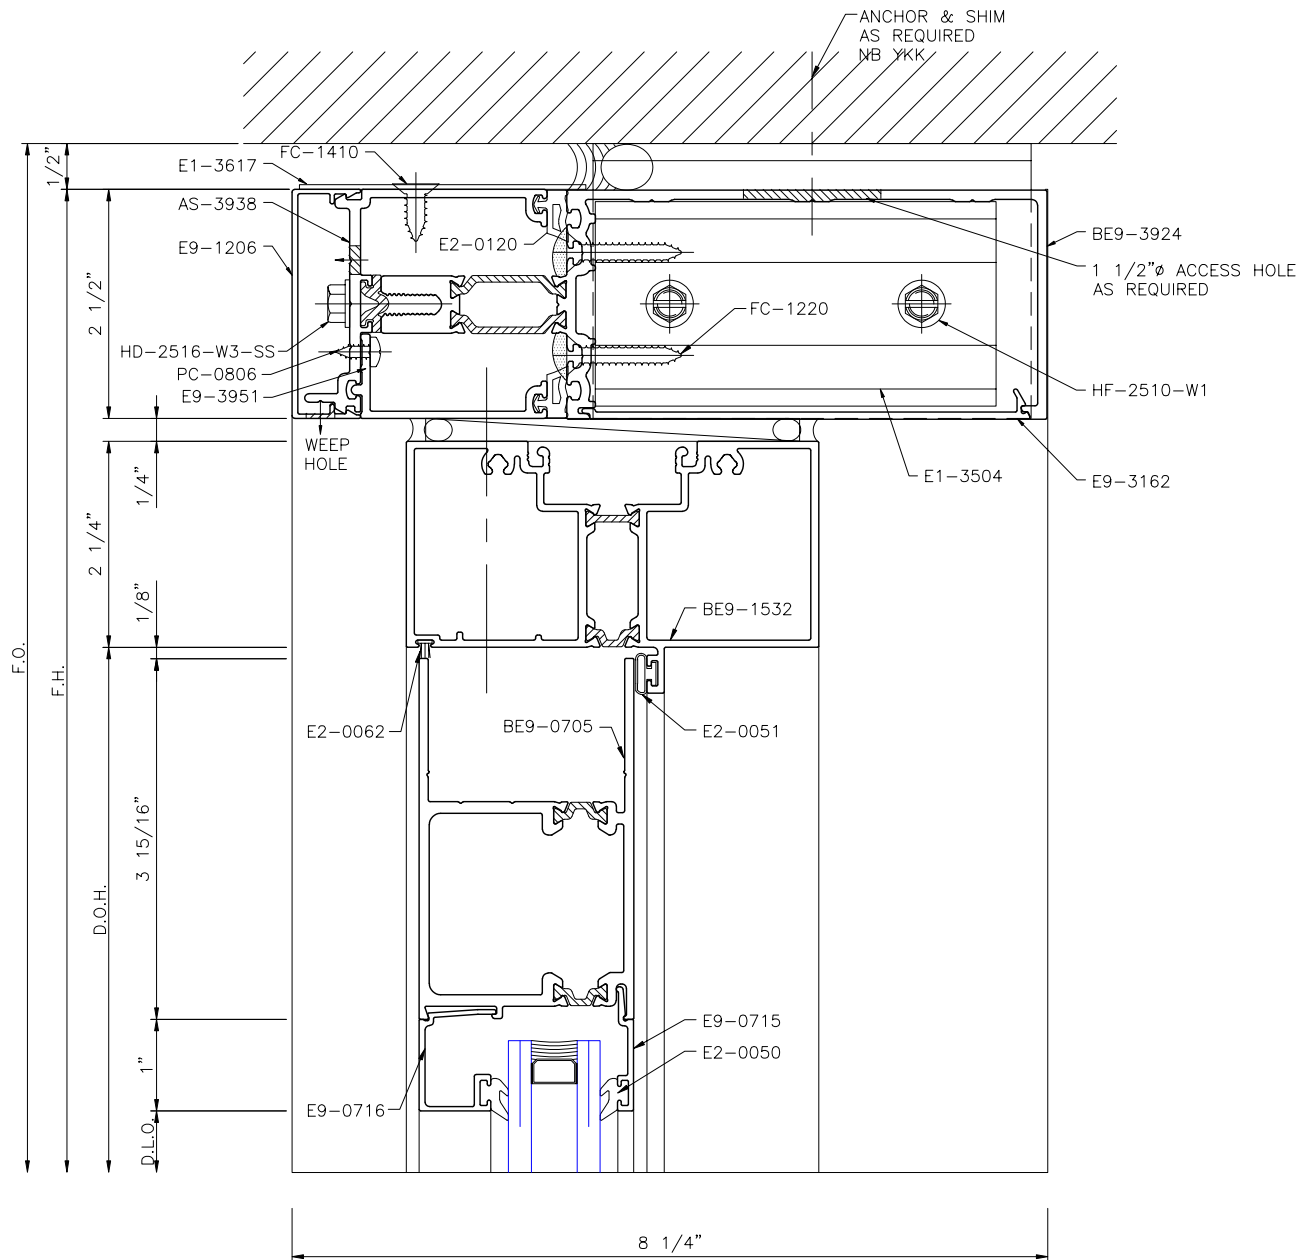 ANCHOR & SHIM
AS REQUIRED
NB YKK
FC-1410
E1-3617
AS-3938
E9-1206
E2-0120
BE9-3924
1 1/2"ø ACCESS HOLE
AS REQUIRED
FC-1220
HD-2516-W3-SS
PC-0806
E9-3951
HF-2510-W1
WEEP
HOLE
E1-3504
E9-3162
BE9-1532
E2-0062
BE9-0705
E2-0051
E9-0715
E2-0050
E9-0716
1/2"
2 1/2"
1/4"
2 1/4"
1/8"
F.O.
F.H.
D.O.H.
3 15/16"
1"
D.L.O.
8 1/4"